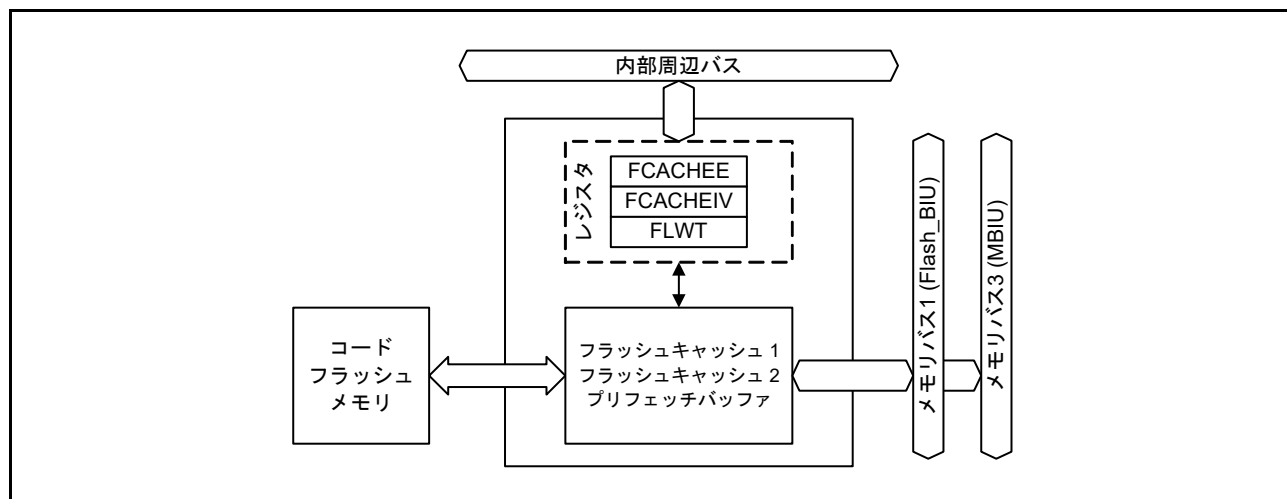 内部周辺バス
レジスタ
FCACHEE
FCACHEIV
FLWT
コード
フラッシュ
メモリ
フラッシュキャッシュ 1
フラッシュキャッシュ 2
プリフェッチバッファ
メモリバス1 (Flash_BIU)
メモリバス3 (MBIU)